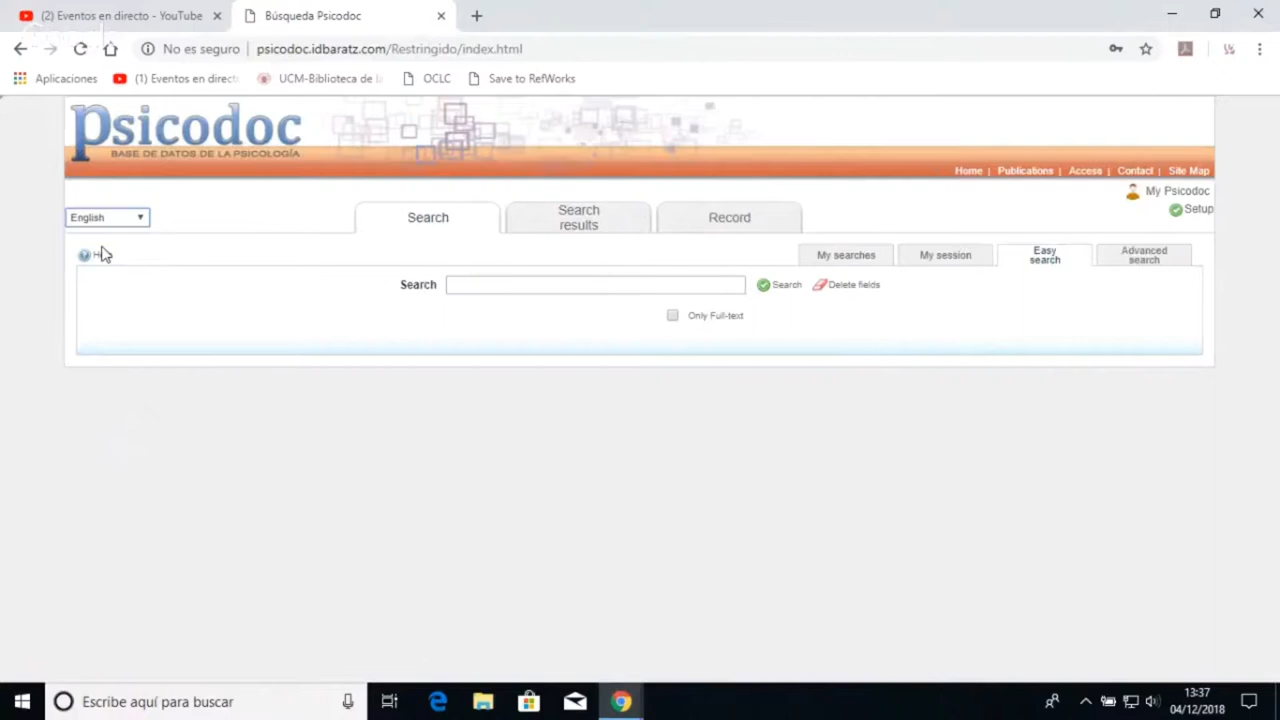 (2) Eventos en directo - YouTube
Búsqueda Psicodoc
No es seguro
psicodoc.idbaratz.com/Restringido/index.html
Aplicaciones
(1) Eventos en direct
UCM-Biblioteca de la
OCLC
Save to RefWorks
psicodoc
BASE DE DATOS DE LA PSICOLOGÍA
Home | Publications | Access | Contact | Site Map
My Psicodoc
Setup
English
Search
Search results
Record
My searches
My session
Easy search
Advanced search
Search
Search
Delete fields
Only Full-text
Escribe aquí para buscar
13:37
04/12/2018